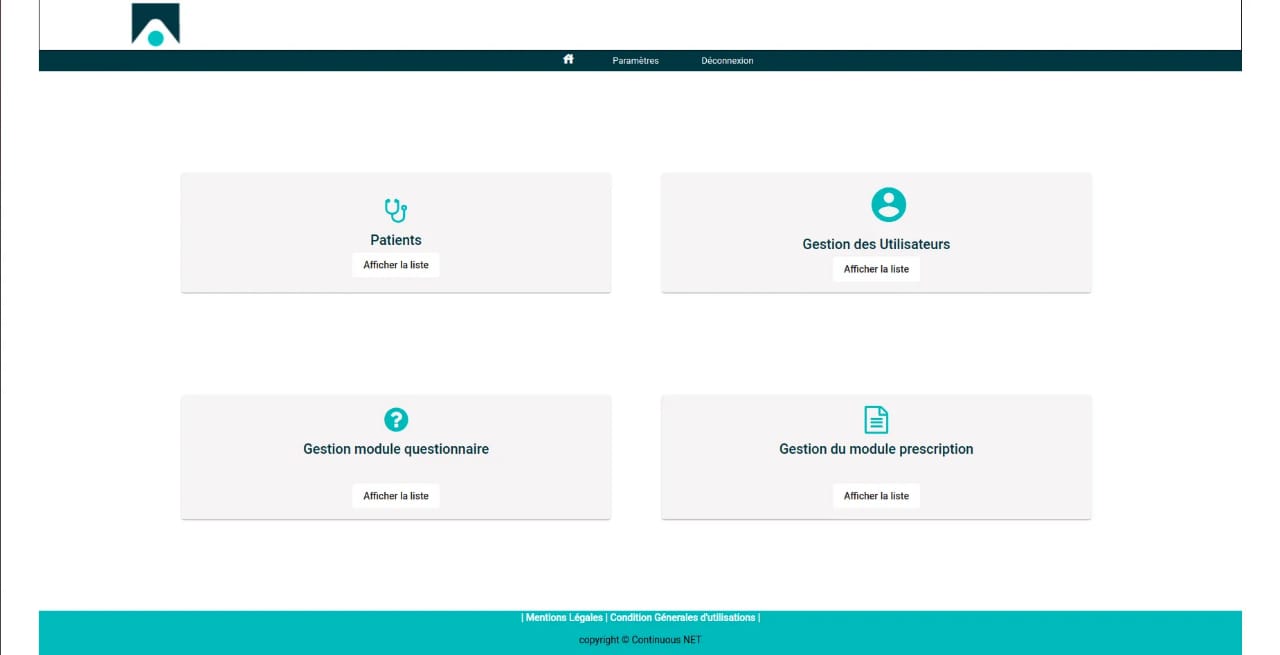 Paramètres Déconnexion
Patients
Afficher la liste
Gestion des Utilisateurs
Afficher la liste
Gestion module questionnaire
Afficher la liste
Gestion du module prescription
Afficher la liste
| Mentions Légales | Condition Génerales d'utilisations |
copyright © Continuous NET